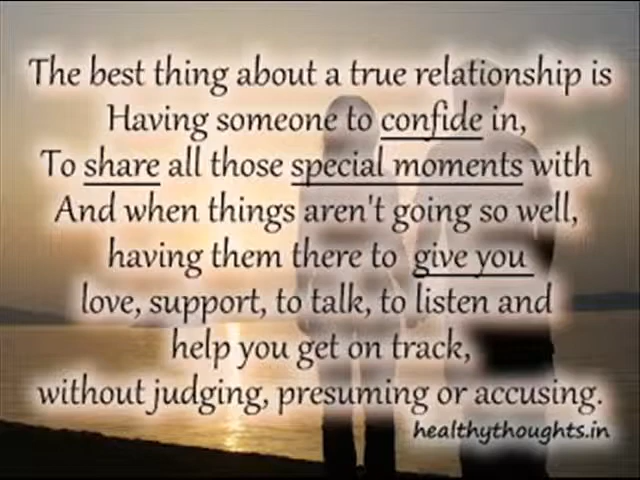 The best thing about a true relationship is
Having someone to confide in,
To share all those special moments with
And when things aren't going so well,
having them there to give you
love, support, to talk, to listen and
help you get on track,
without judging, presuming or accusing.
healthythoughts.in